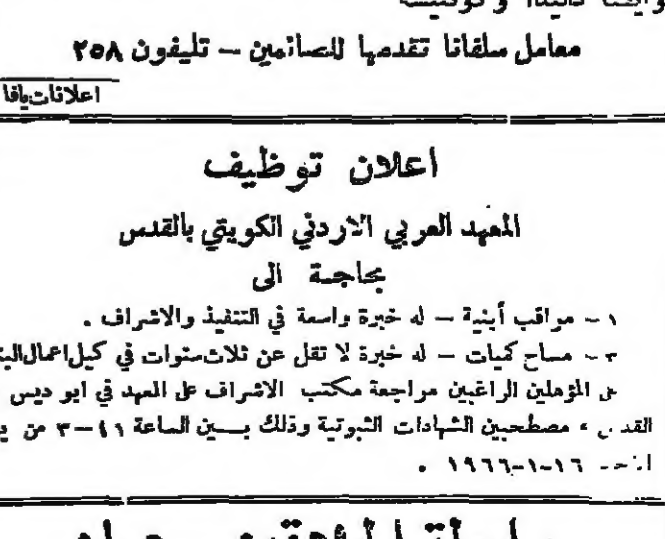 معامل سلفانا تقدمها للصائمين — تليفون ٢٥٨
اعلانات يافا
اعلان توظيف
المعهد العربي الاردني الكويتي بالقدس
بحاجة الى
١ – مراقب أبنية – له خبرة واسعة في التنفيذ والاشراف .
٢ – مساح كميات – له خبرة لا تقل عن ثلاث سنوات في كيل اعمال
على المؤهلين الراغبين مراجعة مكتب الاشراف على المعهد في ابو ديس
القدس ، مصطحبين الشهادات الثبوتية وذلك بين الساعة ١–٣ من
الاحد ١٦–١–١٩٦٦ .